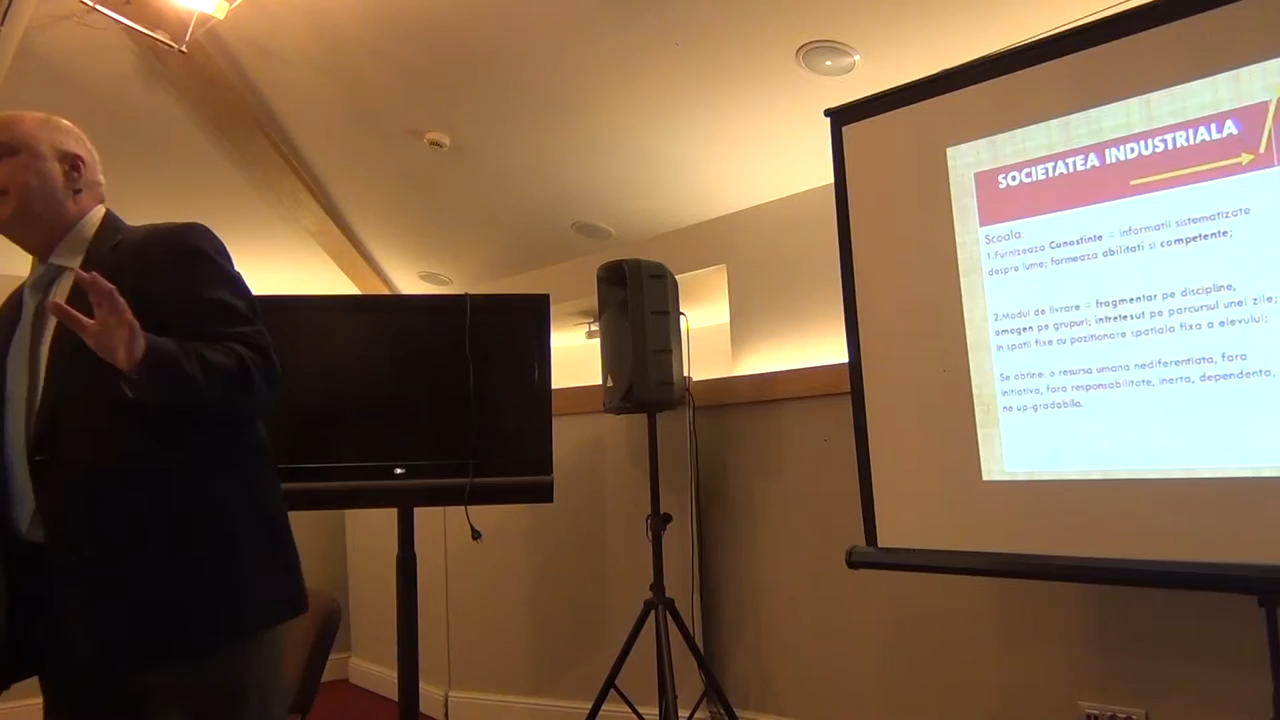 SOCIETATEA INDUSTRIALA
Scoala:
1.Furnizeaza Cunostinte = informatii sistematizate
despre lume; formeaza abilitati si competente;
2.Modul de livrare = fragmentar pe discipline,
omogen pe grupuri; intretesut pe parcursul unei zile;
in spatii fixe cu pozitionare spatiala fixa a elevului;
Se obtine: o resursa umana nediferentiata, fara
initiativa, fara responsabilitate, inerta, dependenta,
ne up-gradabila.